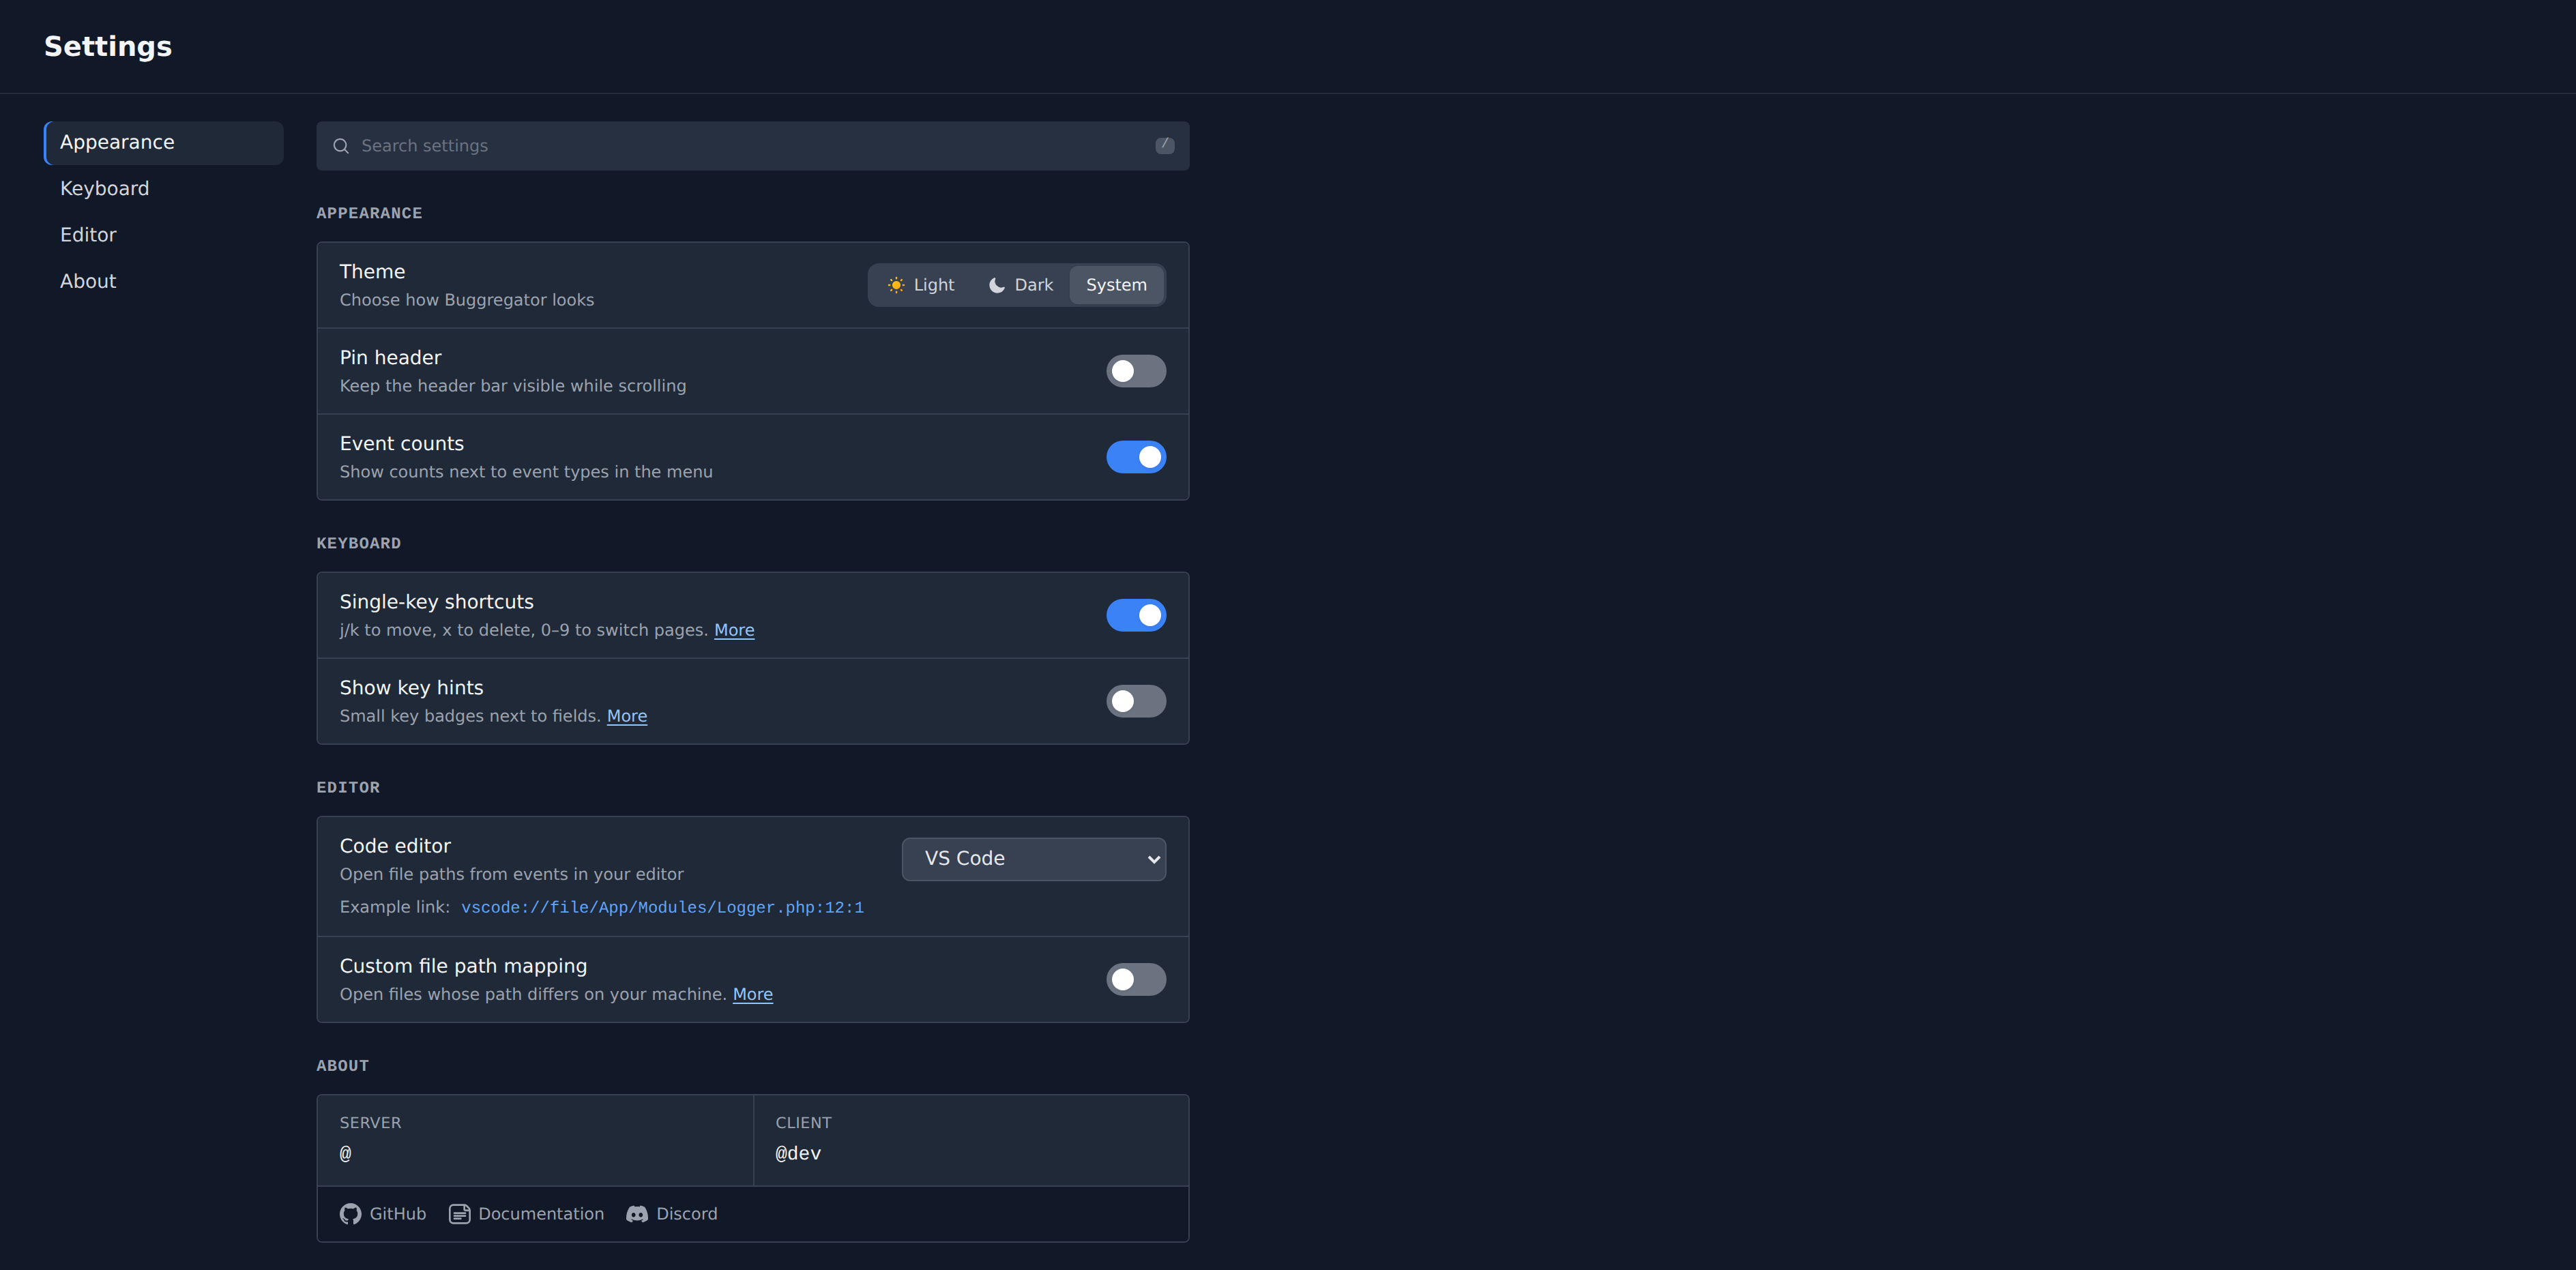 Settings
Appearance
Keyboard
Editor
About
Search settings /
APPEARANCE
Theme
Choose how Buggregator looks
Light Dark System
Pin header
Keep the header bar visible while scrolling
Event counts
Show counts next to event types in the menu
KEYBOARD
Single-key shortcuts
j/k to move, x to delete, 0–9 to switch pages. More
Show key hints
Small key badges next to fields. More
EDITOR
Code editor
Open file paths from events in your editor
VS Code
Example link: vscode://file/App/Modules/Logger.php:12:1
Custom file path mapping
Open files whose path differs on your machine. More
ABOUT
SERVER
@
CLIENT
@dev
GitHub Documentation Discord